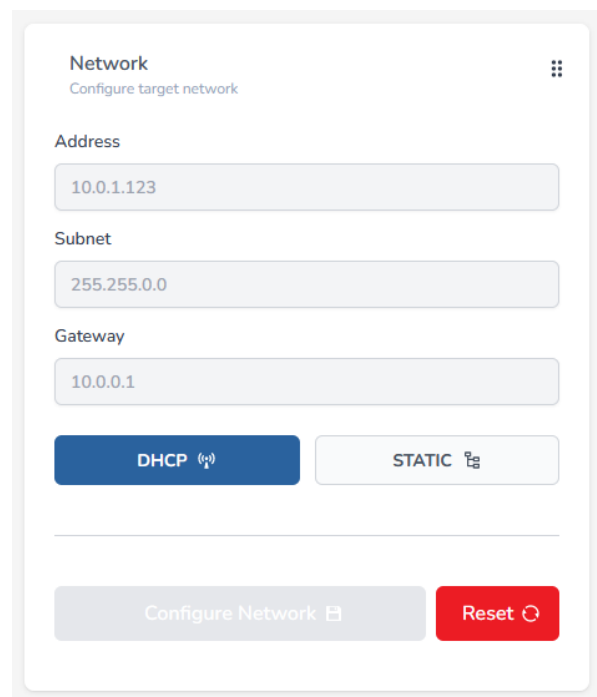 Network
Configure target network
Address
10.0.1.123
Subnet
255.255.0.0
Gateway
10.0.0.1
DHCP
STATIC
Configure Network
Reset